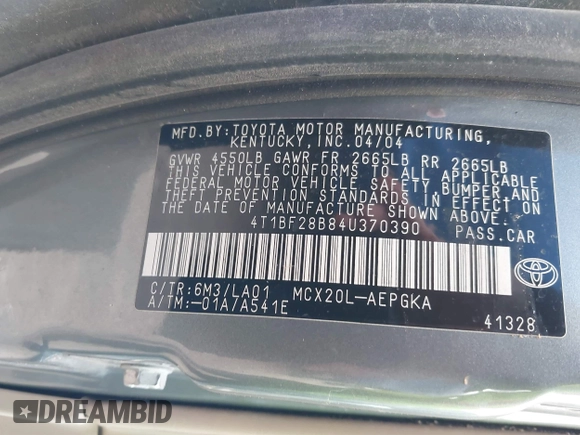 MFD.BY:TOYOTA MOTOR MANUFACTURING,
KENTUCKY, INC.04/04
GVWR 4550LB GAWR FR 2665LB RR 2665LB
THIS VEHICLE CONFORMS TO ALL APPLICABLE
FEDERAL MOTOR VEHICLE SAFETY,BUMPER AND
THEFT PREVENTION STANDARDS IN EFFECT ON
THE DATE OF MANUFACTURE SHOWN ABOVE.
4T1BF28B84U370390 PASS.CAR
C/TR:6M3/LA01 MCX20L-AEPGKA
A/TM:-01A/A541E
TOYOTA
41328
DREAMBID